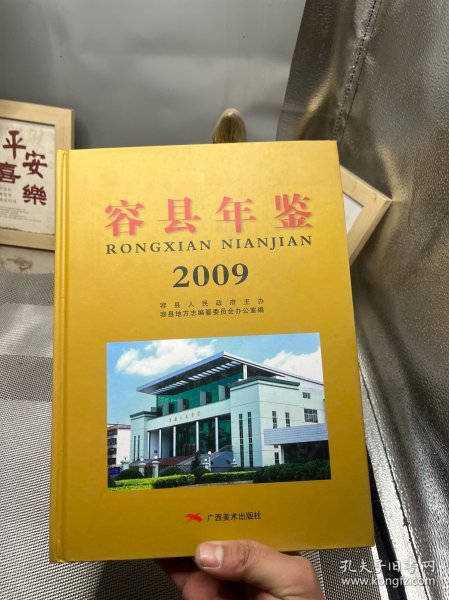 平安
喜樂
容县年鉴
RONGXIAN NIANJIAN
2009
容县人民政府主办
容县地方志编纂委员会办公室编
广西美术出版社
孔夫子旧书网
www.kongfz.com